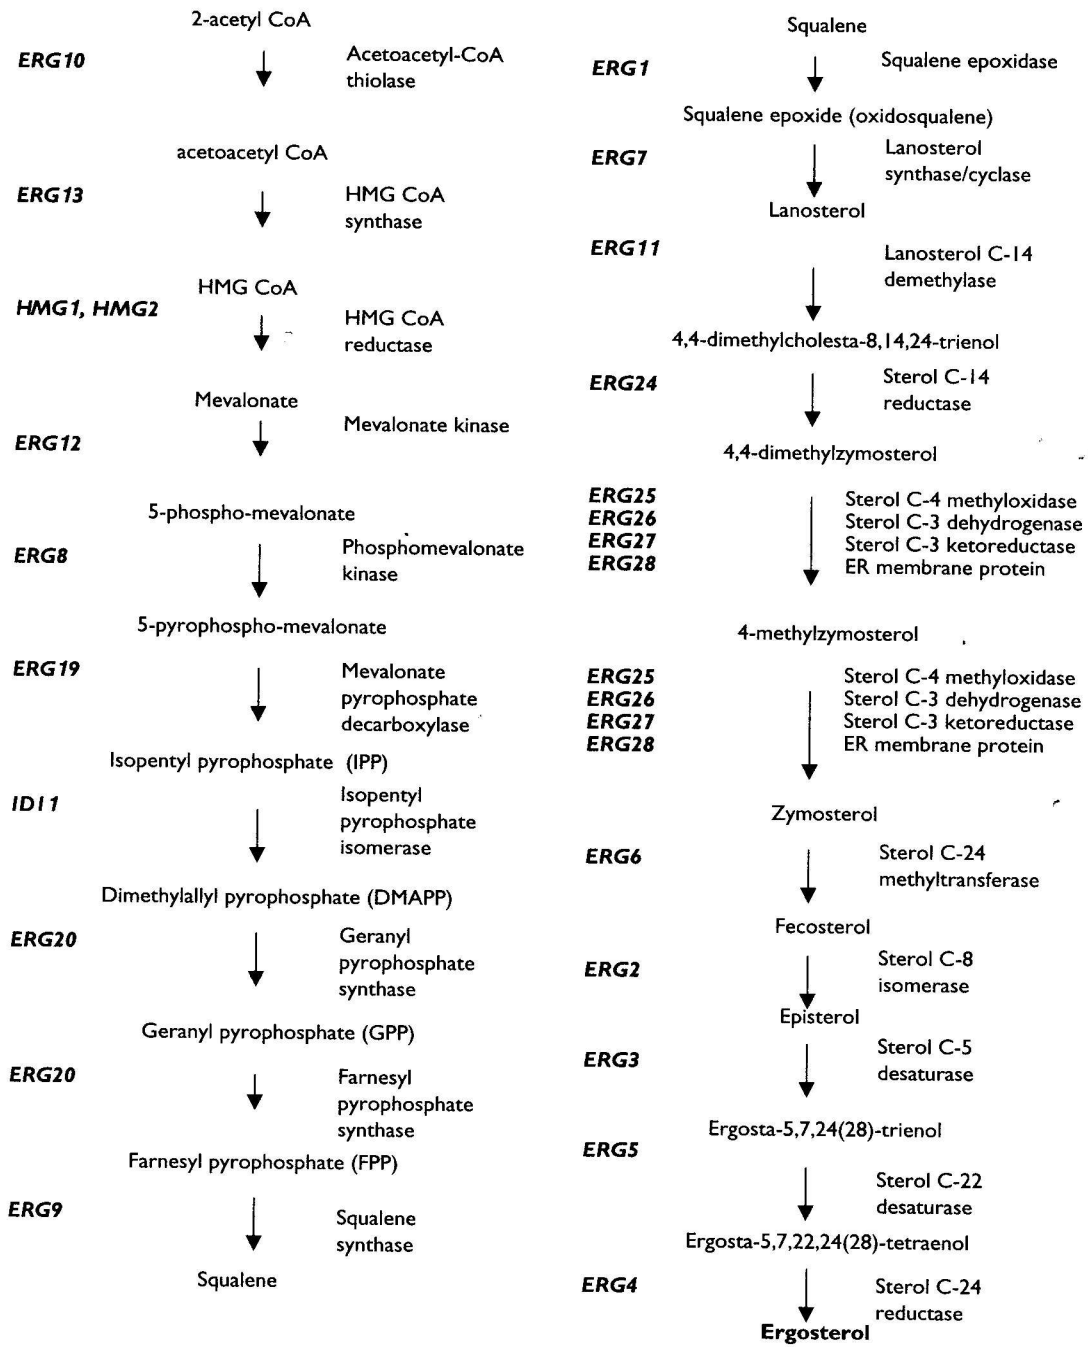 2-acetyl CoA
ERG10
Acetoacetyl-CoA
thiolase
acetoacetyl CoA
ERG13
HMG CoA
synthase
HMG CoA
HMG1, HMG2
HMG CoA
reductase
Mevalonate
Mevalonate kinase
ERG12
5-phospho-mevalonate
ERG8
Phosphomevalonate
kinase
5-pyrophospho-mevalonate
ERG19
Mevalonate
pyrophosphate
decarboxylase
Isopentyl pyrophosphate (IPP)
IDI1
Isopentyl
pyrophosphate
isomerase
Dimethylallyl pyrophosphate (DMAPP)
ERG20
Geranyl
pyrophosphate
synthase
Geranyl pyrophosphate (GPP)
ERG20
Farnesyl
pyrophosphate
synthase
Farnesyl pyrophosphate (FPP)
ERG9
Squalene
synthase
Squalene
Squalene
ERG1
Squalene epoxidase
Squalene epoxide (oxidosqualene)
ERG7
Lanosterol
synthase/cyclase
Lanosterol
ERG11
Lanosterol C-14
demethylase
4,4-dimethylcholesta-8,14,24-trienol
ERG24
Sterol C-14
reductase
4,4-dimethylzymosterol
ERG25 Sterol C-4 methyloxidase
ERG26 Sterol C-3 dehydrogenase
ERG27 Sterol C-3 ketoreductase
ERG28 ER membrane protein
4-methylzymosterol
ERG25 Sterol C-4 methyloxidase
ERG26 Sterol C-3 dehydrogenase
ERG27 Sterol C-3 ketoreductase
ERG28 ER membrane protein
Zymosterol
ERG6
Sterol C-24
methyltransferase
Fecosterol
ERG2
Sterol C-8
isomerase
Episterol
ERG3
Sterol C-5
desaturase
Ergosta-5,7,24(28)-trienol
ERG5
Sterol C-22
desaturase
Ergosta-5,7,22,24(28)-tetraenol
ERG4
Sterol C-24
reductase
Ergosterol